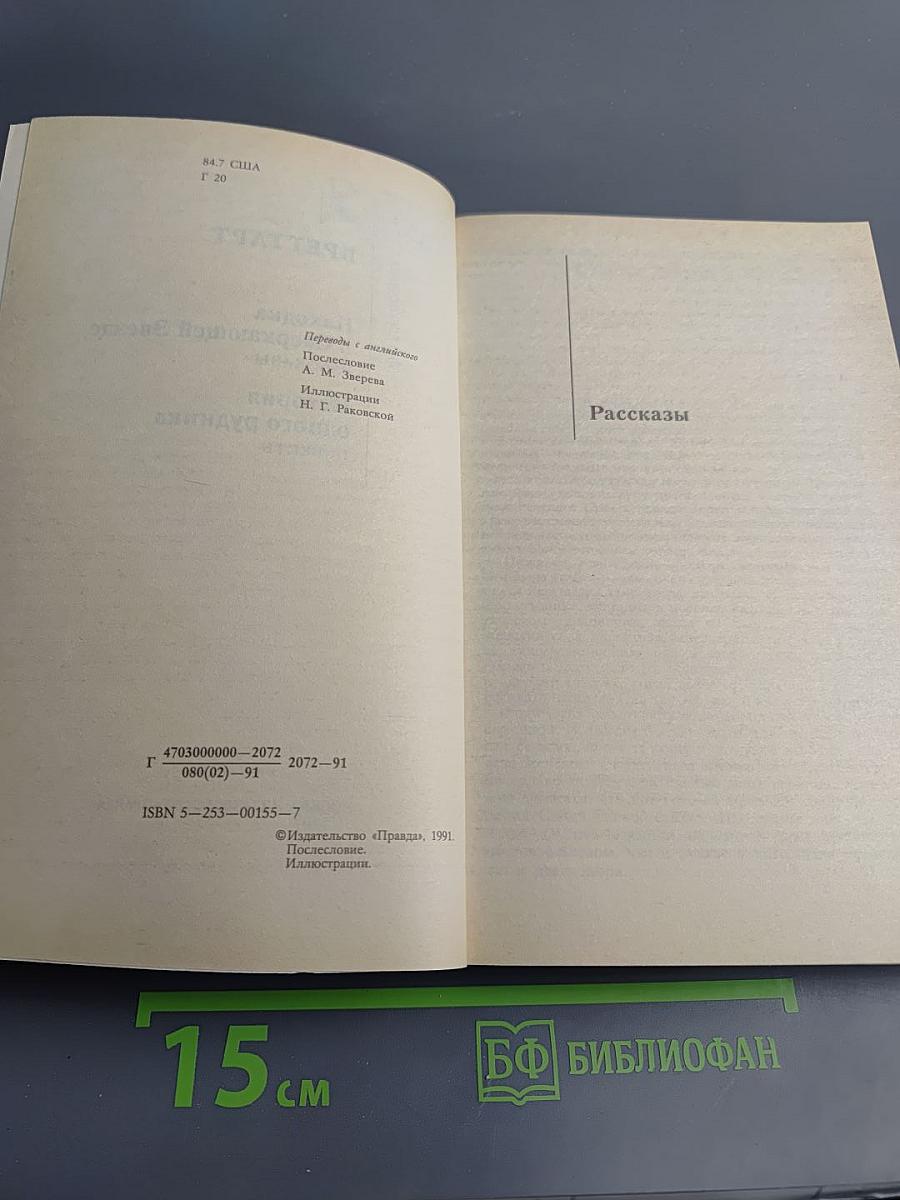 84.7 США
Г 20
Переводы с английского
Послесловие
А. М. Зверева
Иллюстрации
Н. Г. Раковской
Г 4703000000—2072 2072—91
080(02)—91
ISBN 5—253—00155—7
© Издательство «Правда», 1991.
Послесловие.
Иллюстрации.
Рассказы
15 см
БФ БИБЛИОФАН